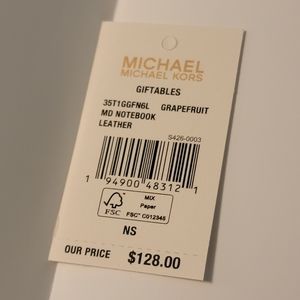 MICHAEL
MICHAEL KORS
GIFTABLES
35T1GGFN6L GRAPEFRUIT
MD NOTEBOOK
LEATHER
S426-0003
1 94900 48312 1
FSC
MIX
Paper
FSC® C012345
NS
OUR PRICE $128.00